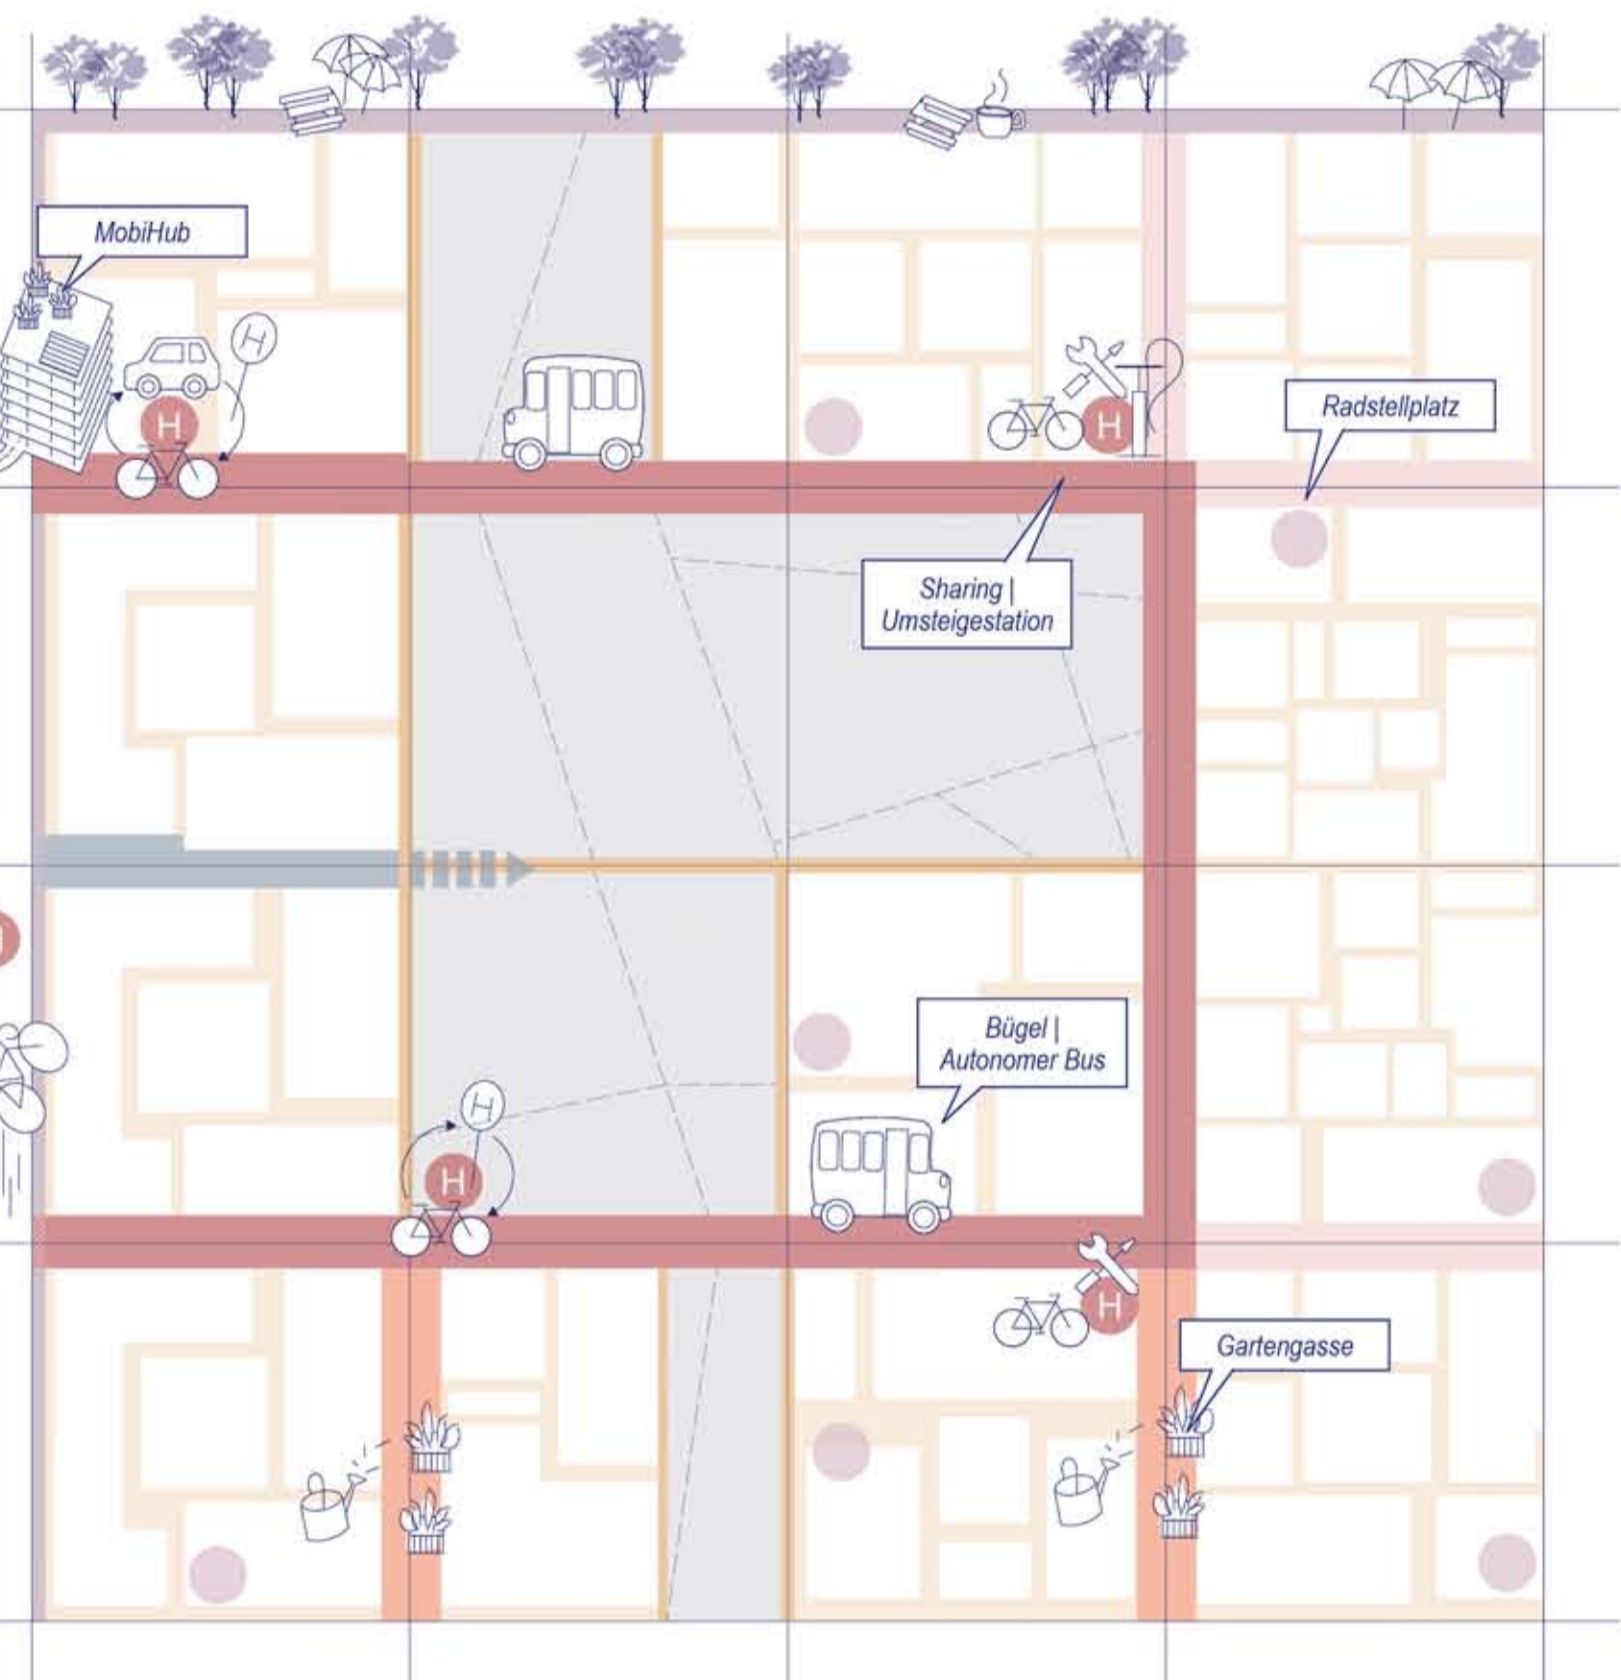 MobiHub
H
H
H
Radstellplatz
Sharing |
Umsteigestation
Bügel |
Autonomer Bus
H
H
H
Gartengasse